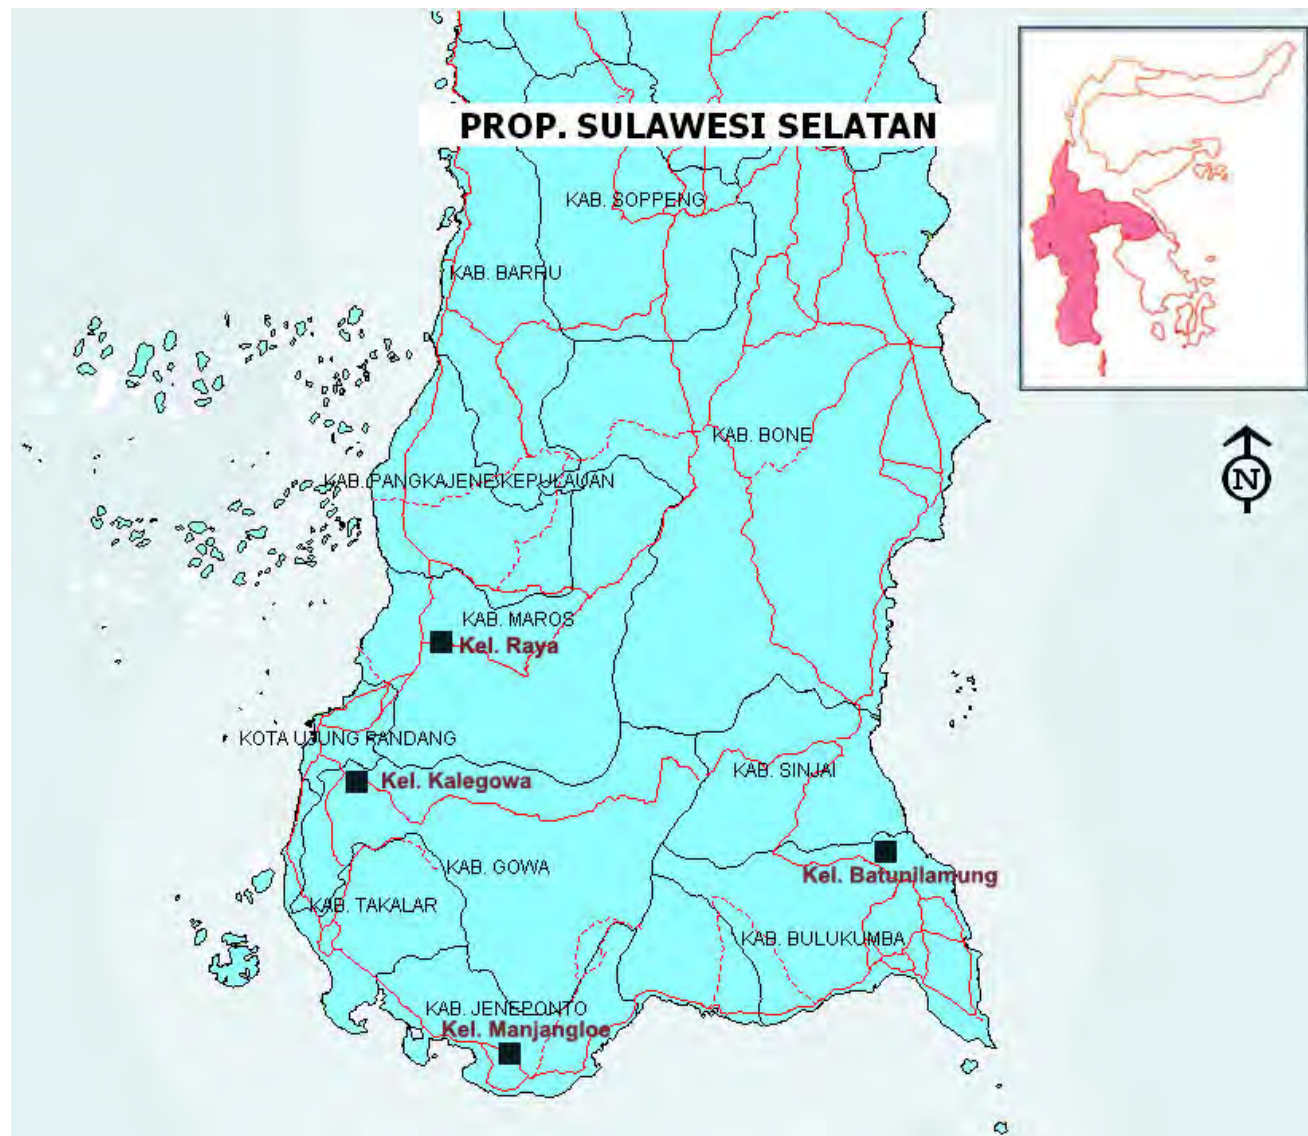 PROP. SULAWESI SELATAN
KAB. SOPPENG
KAB. BARRU
KAB. BONE
KAB. PANGKAJENE KEPULAUAN
N
KAB. MAROS
Kel. Raya
KOTA UJUNG PANDANG
KAB. SINJAI
Kel. Kalegowa
KAB. GOWA
Kel. Batunilamung
KAB. TAKALAR
KAB. BULUKUMBA
KAB. JENEPONTO
Kel. Manjangloe